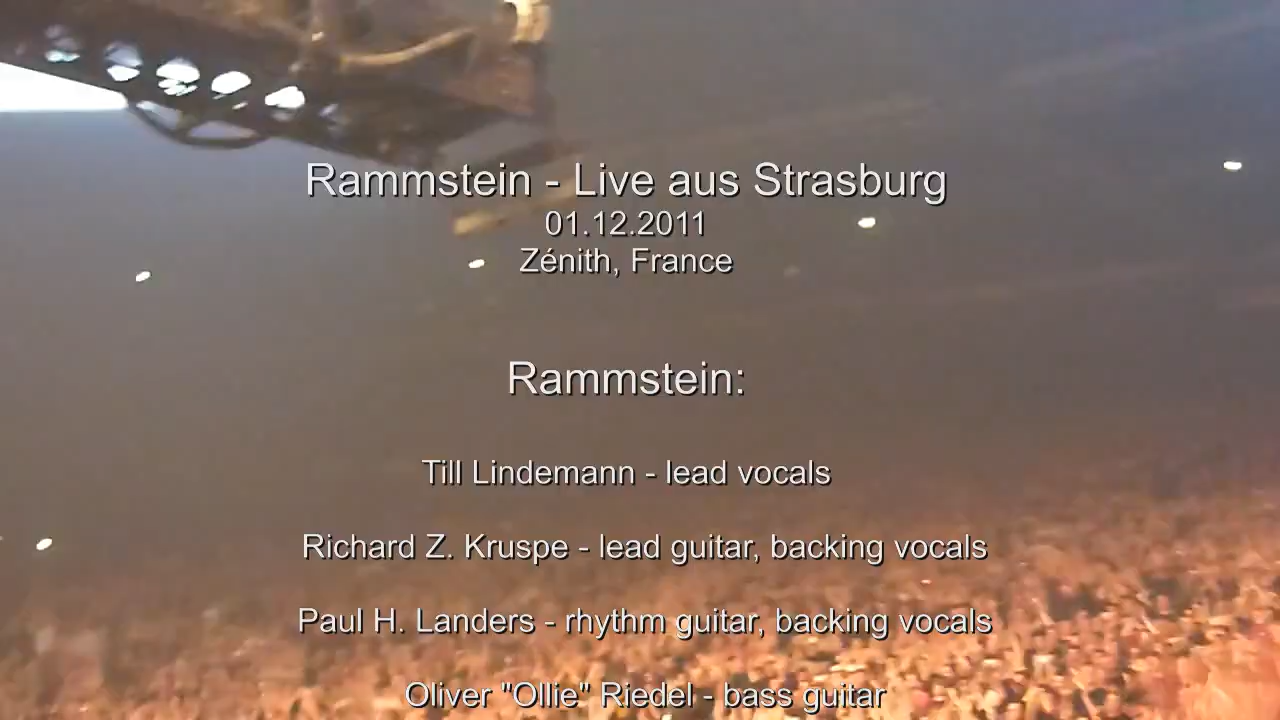 Rammstein - Live aus Strasburg
01.12.2011
Zénith, France
Rammstein:
Till Lindemann - lead vocals
Richard Z. Kruspe - lead guitar, backing vocals
Paul H. Landers - rhythm guitar, backing vocals
Oliver "Ollie" Riedel - bass guitar